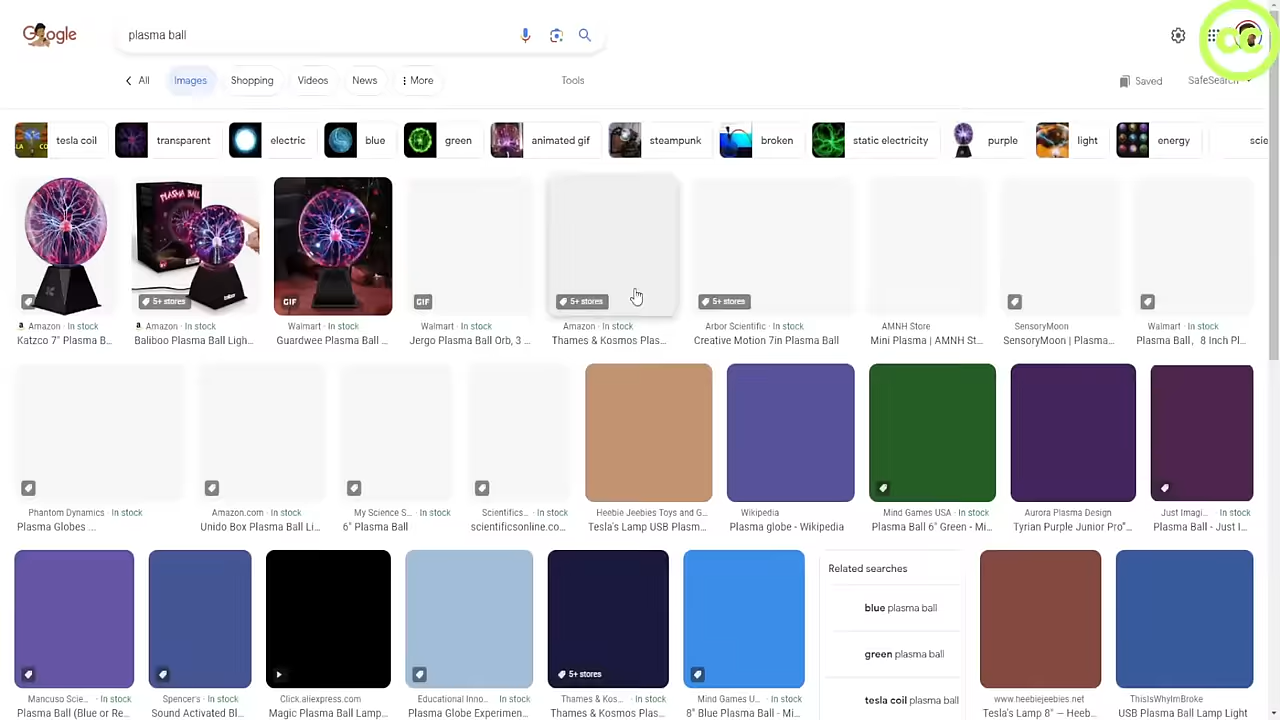 Google
plasma ball
All
Images
Shopping
Videos
News
More
Tools
Saved
SafeSearch
tesla coil
transparent
electric
blue
green
animated gif
steampunk
broken
static electricity
purple
light
energy
PLASMA BALL
5+ stores
GIF
GIF
5+ stores
5+ stores
Amazon · In stock
Amazon · In stock
Walmart · In stock
Walmart · In stock
Amazon · In stock
Arbor Scientific · In stock
AMNH Store
SensoryMoon
Walmart · In stock
Katzco 7" Plasma B...
Baliboo Plasma Ball Ligh...
Guardwee Plasma Ball ...
Jergo Plasma Ball Orb, 3 ...
Thames & Kosmos Plas...
Creative Motion 7in Plasma Ball
Mini Plasma | AMNH St...
SensoryMoon | Plasma...
Plasma Ball, 8 Inch Pl...
Phantom Dynamics · In stock
Amazon.com · In stock
My Science S... · In stock
Scientifics... · In stock
Heebie Jeebies Toys and G...
Wikipedia
Mind Games USA · In stock
Aurora Plasma Design
Just Imagi... · In stock
Plasma Globes ...
Unido Box Plasma Ball Li...
6" Plasma Ball
scientificsonline.co...
Tesla's Lamp USB Plasm...
Plasma globe - Wikipedia
Plasma Ball 6" Green - Mi...
Tyrian Purple Junior Pro"...
Plasma Ball - Just I...
Related searches
blue plasma ball
green plasma ball
tesla coil plasma ball
5+ stores
Mancuso Scie... · In stock
Spencer's · In stock
Click.aliexpress.com
Educational Inno... In stock
Thames & Kos... · In stock
Mind Games U... · In stock
www.heebiejeebies.net
ThisIsWhyImBroke
Plasma Ball (Blue or Re...
Sound Activated Bl...
Magic Plasma Ball Lamp...
Plasma Globe Experimen...
Thames & Kosmos Plas...
8" Blue Plasma Ball - Mi...
Tesla's Lamp 8" — Heeb...
USB Plasma Ball Lamp Light